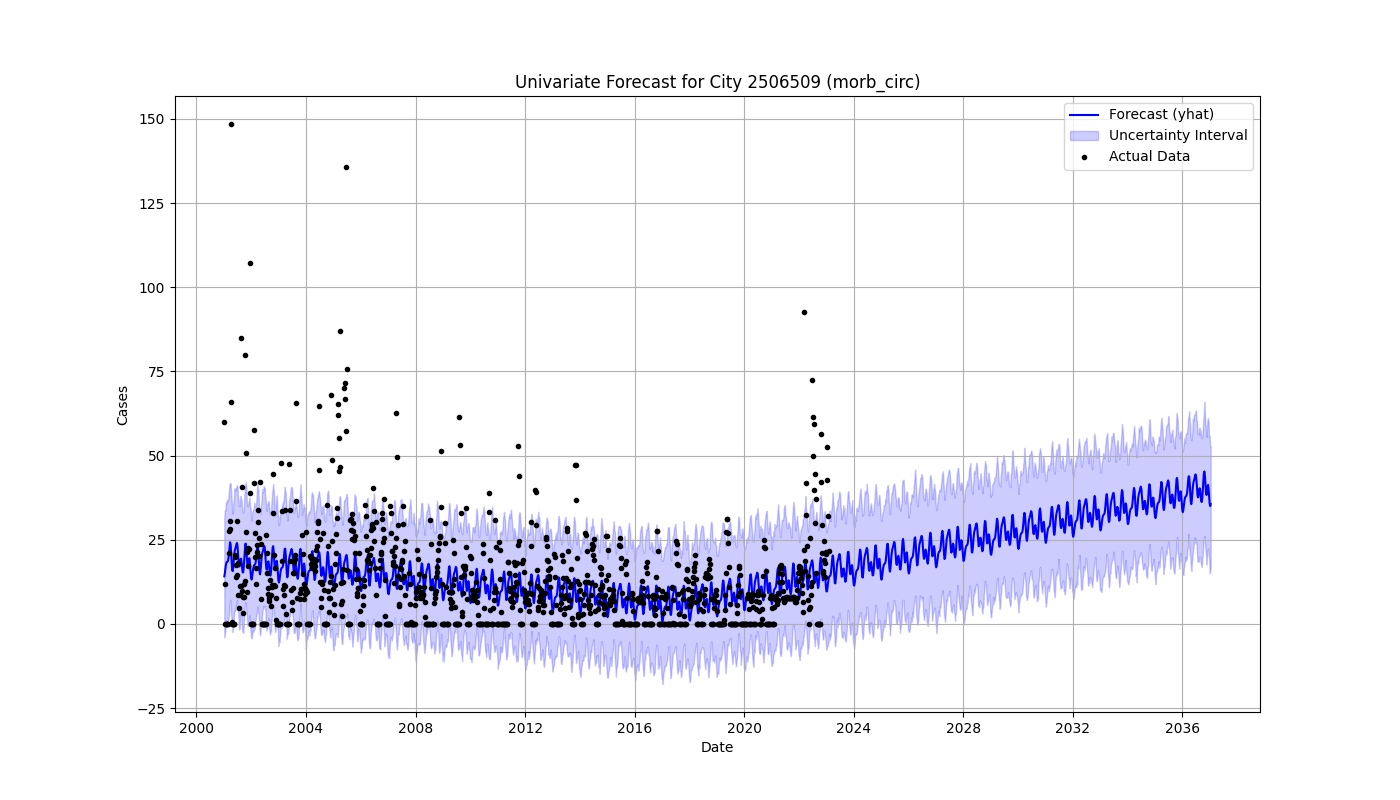 Univariate Forecast for City 2506509 (morb_circ)
Forecast (yhat)
Uncertainty Interval
Actual Data
150
125
100
75
50
25
0
−25
Cases
2000 2004 2008 2012 2016 2020 2024 2028 2032 2036
Date